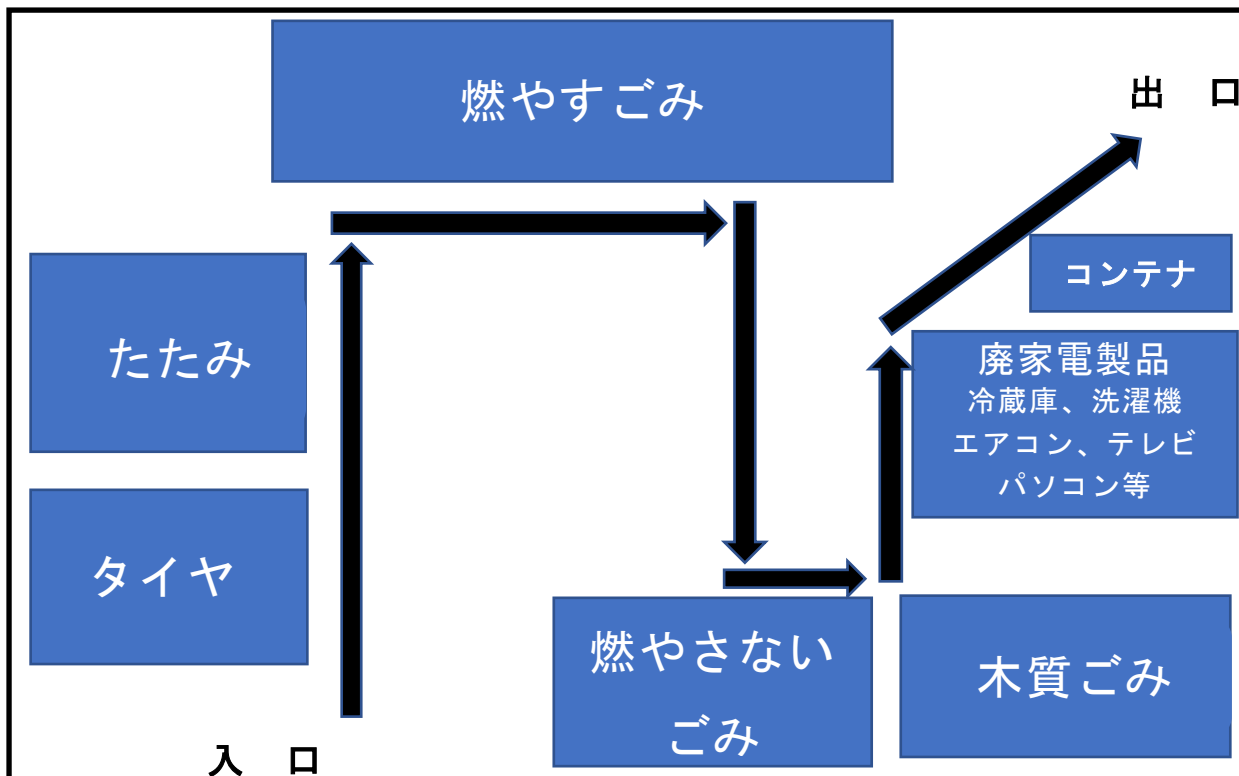 燃やすごみ
出 口
コンテナ
たたみ
廃家電製品
冷蔵庫、洗濯機
エアコン、テレビ
パソコン等
タイヤ
燃やさない
ごみ
木質ごみ
入 口